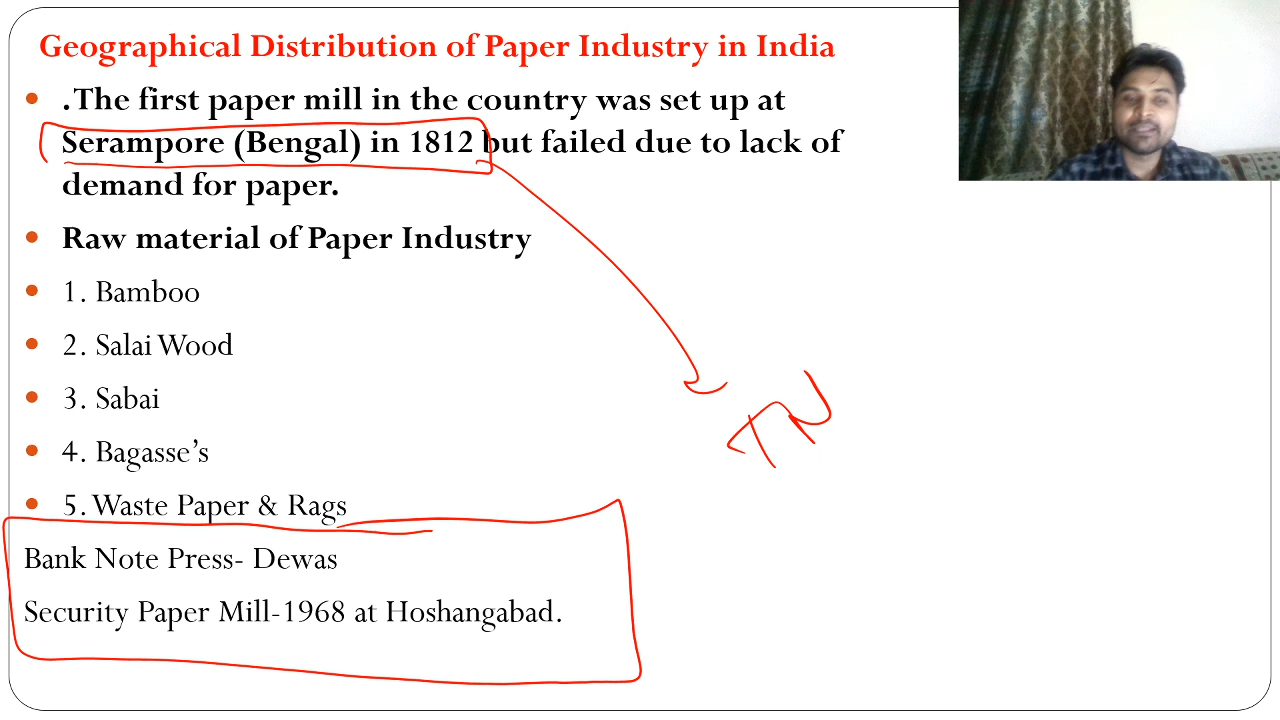 Geographical Distribution of Paper Industry in India
.The first paper mill in the country was set up at
Serampore (Bengal) in 1812 but failed due to lack of
demand for paper.
Raw material of Paper Industry
1. Bamboo
2. Salai Wood
3. Sabai
4. Bagasse’s
5. Waste Paper & Rags
Bank Note Press- Dewas
Security Paper Mill-1968 at Hoshangabad.
TN